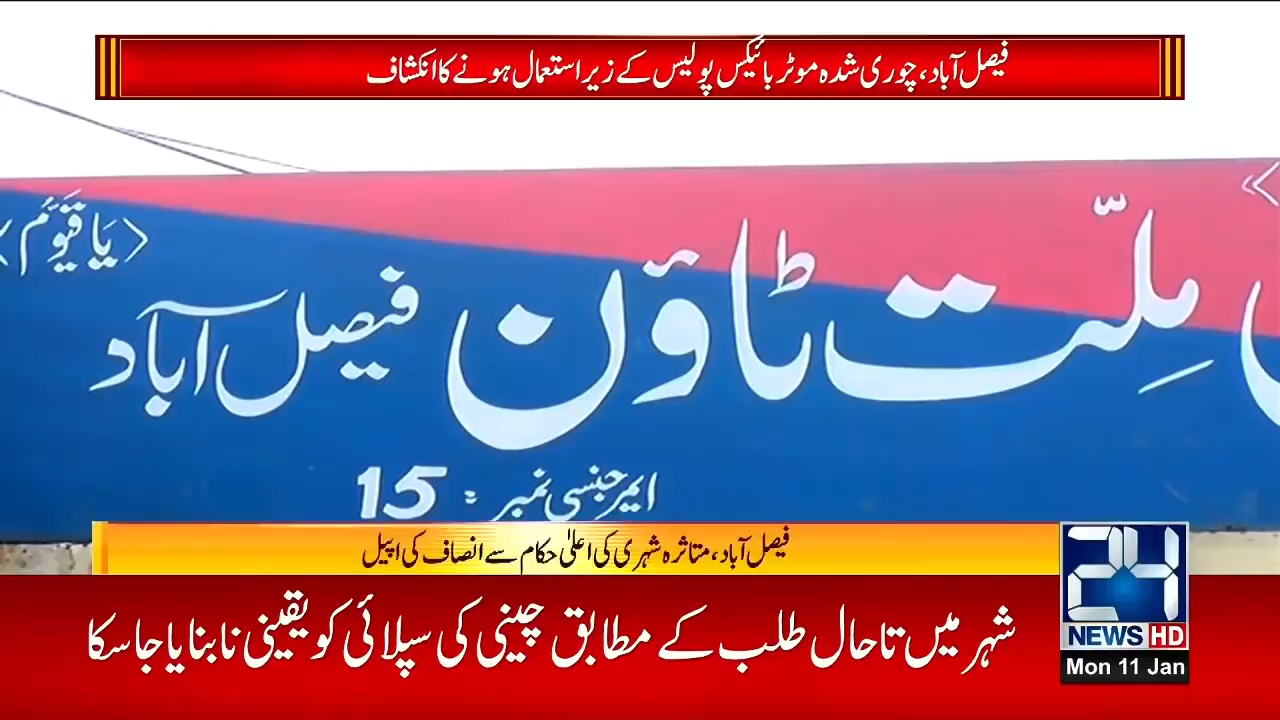 فیصل آباد، چوری شدہ موٹر بائیکس پولیس کے زیر استعمال ہونے کا انکشاف
<یا قیوم>
ملت ٹاؤن فیصل آباد
ایمرجنسی نمبر : 15
فیصل آباد، متاثرہ شہری کی اعلیٰ حکام سے انصاف کی اپیل
شہر میں تاحال طلب کے مطابق چینی کی سپلائی کو یقینی نا بنایا جا سکا
24
NEWS HD
Mon 11 Jan